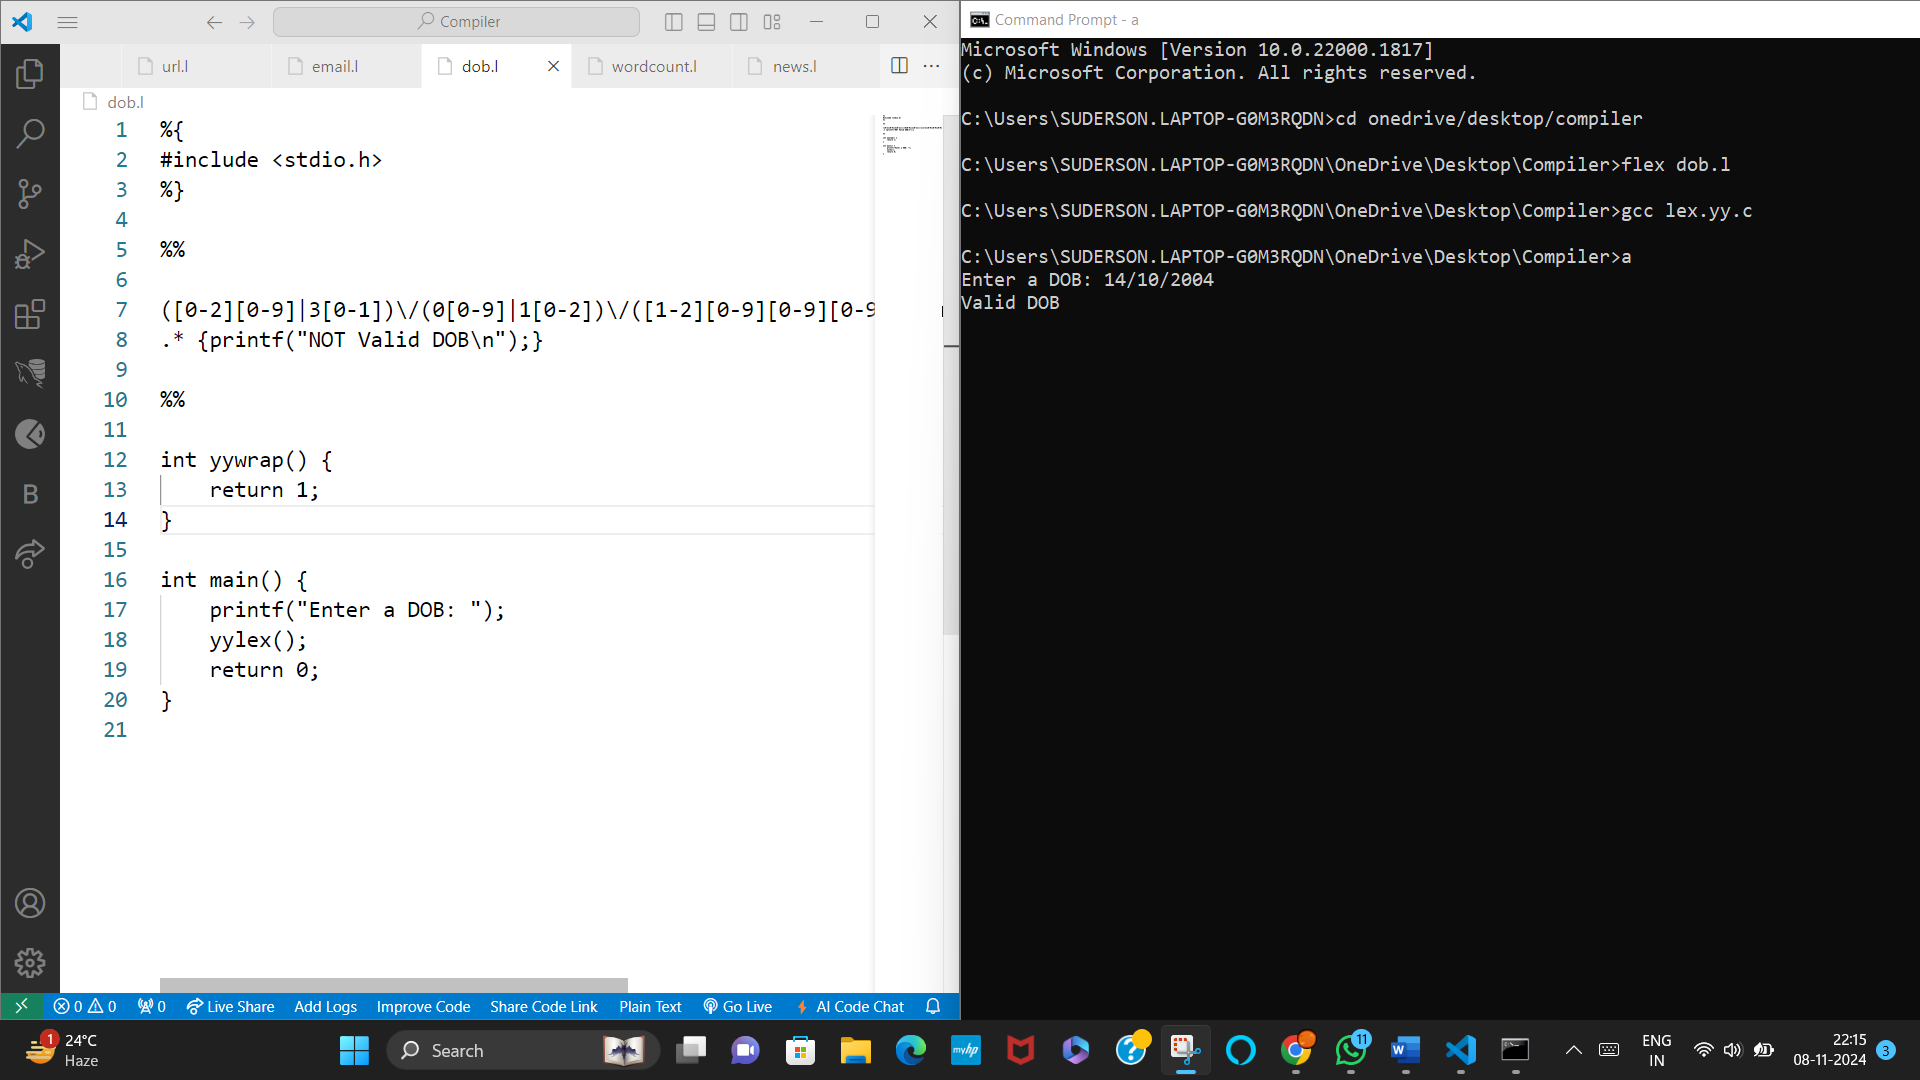 Compiler
url.l
email.l
dob.l
wordcount.l
news.l
dob.l
1 %{
2 #include <stdio.h>
3 %}
4
5 %%
6
7 ([0-2][0-9]|3[0-1])\/(0[0-9]|1[0-2])\/([1-2][0-9][0-9][0-9
8 .* {printf("NOT Valid DOB\n");}
9
10 %%
11
12 int yywrap() {
13     return 1;
14 }
15
16 int main() {
17     printf("Enter a DOB: ");
18     yylex();
19     return 0;
20 }
21
B
0 0 0 Live Share Add Logs Improve Code Share Code Link Plain Text Go Live AI Code Chat
Command Prompt - a
Microsoft Windows [Version 10.0.22000.1817]
(c) Microsoft Corporation. All rights reserved.
C:\Users\SUDERSON.LAPTOP-G0M3RQDN>cd onedrive/desktop/compiler
C:\Users\SUDERSON.LAPTOP-G0M3RQDN\OneDrive\Desktop\Compiler>flex dob.l
C:\Users\SUDERSON.LAPTOP-G0M3RQDN\OneDrive\Desktop\Compiler>gcc lex.yy.c
C:\Users\SUDERSON.LAPTOP-G0M3RQDN\OneDrive\Desktop\Compiler>a
Enter a DOB: 14/10/2004
Valid DOB
1
24°C
Haze
Search
myhp
11
W
ENG
IN
22:15
08-11-2024
3